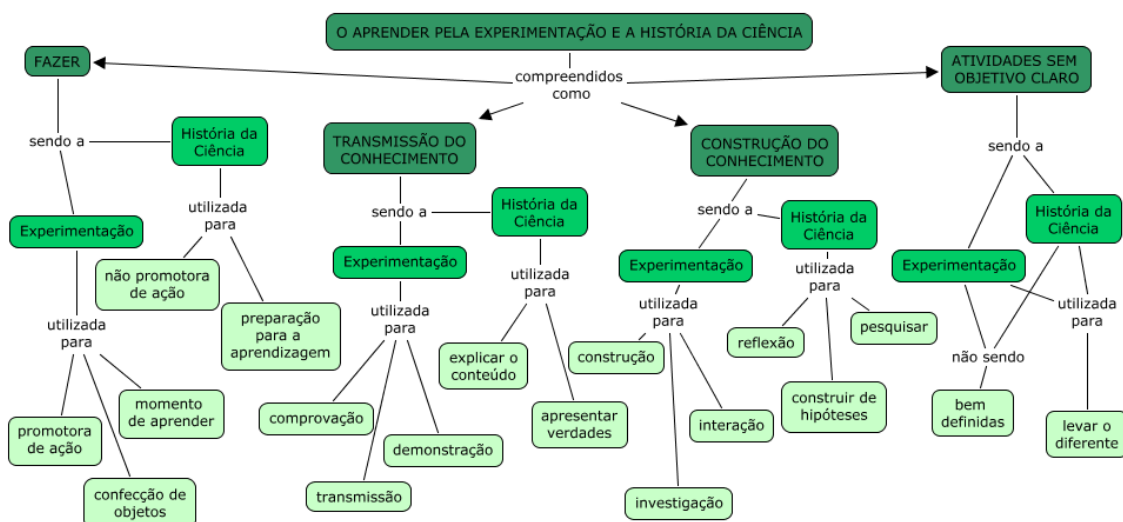 O APRENDER PELA EXPERIMENTAÇÃO E A HISTÓRIA DA CIÊNCIA
compreendidos
como
FAZER
sendo a
História da
Ciência
utilizada
para
não promotora
de ação
preparação
para a
aprendizagem
Experimentação
utilizada
para
promotora
de ação
momento
de aprender
confecção de
objetos
TRANSMISSÃO DO
CONHECIMENTO
sendo a
História da
Ciência
utilizada
para
explicar o
conteúdo
apresentar
verdades
Experimentação
utilizada
para
comprovação
demonstração
transmissão
CONSTRUÇÃO DO
CONHECIMENTO
sendo a
História da
Ciência
utilizada
para
reflexão
pesquisar
construir de
hipóteses
Experimentação
utilizada
para
construção
interação
investigação
ATIVIDADES SEM
OBJETIVO CLARO
sendo a
História da
Ciência
Experimentação
utilizada
para
não sendo
bem
definidas
levar o
diferente